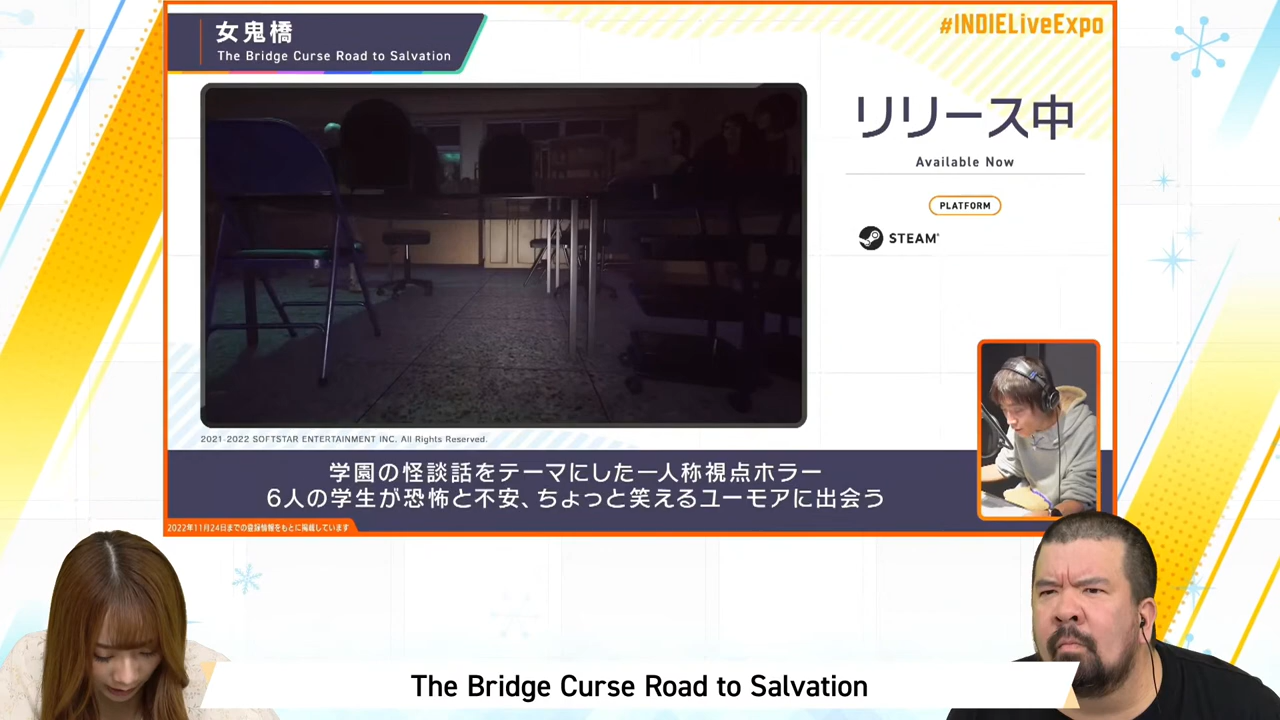 女鬼橋
The Bridge Curse Road to Salvation
#INDIELiveExpo
リリース中
Available Now
PLATFORM
STEAM
2021-2022 SOFTSTAR ENTERTAINMENT INC. All Rights Reserved.
学園の怪談話をテーマにした一人称視点ホラー
6人の学生が恐怖と不安、ちょっと笑えるユーモアに出会う
2022年11月24日までの登録情報をもとに掲載しています
The Bridge Curse Road to Salvation